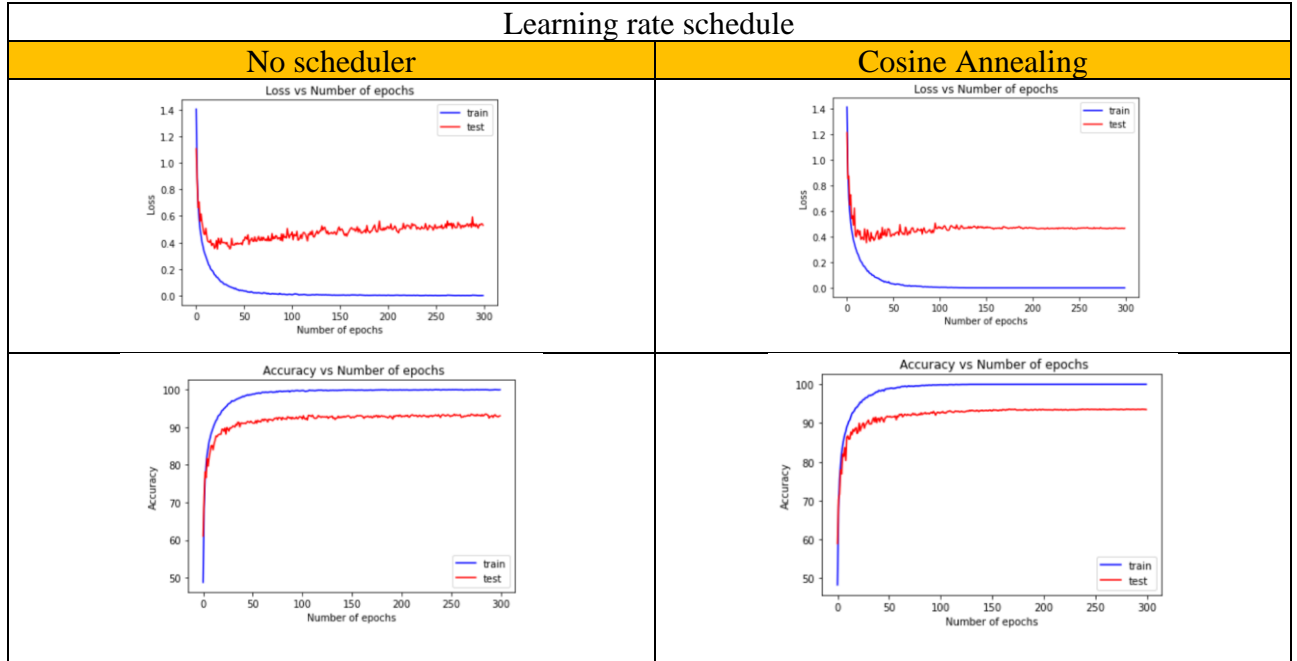 Learning rate schedule
No scheduler
Cosine Annealing
Loss vs Number of epochs
1.4
1.2
1.0
0.8
0.6
0.4
0.2
0.0
Loss
train
test
0 50 100 150 200 250 300
Number of epochs
Loss vs Number of epochs
1.4
1.2
1.0
0.8
0.6
0.4
0.2
0.0
Loss
train
test
0 50 100 150 200 250 300
Number of epochs
Accuracy vs Number of epochs
100
90
80
70
60
50
Accuracy
train
test
0 50 100 150 200 250 300
Number of epochs
Accuracy vs Number of epochs
100
90
80
70
60
50
Accuracy
train
test
0 50 100 150 200 250 300
Number of epochs